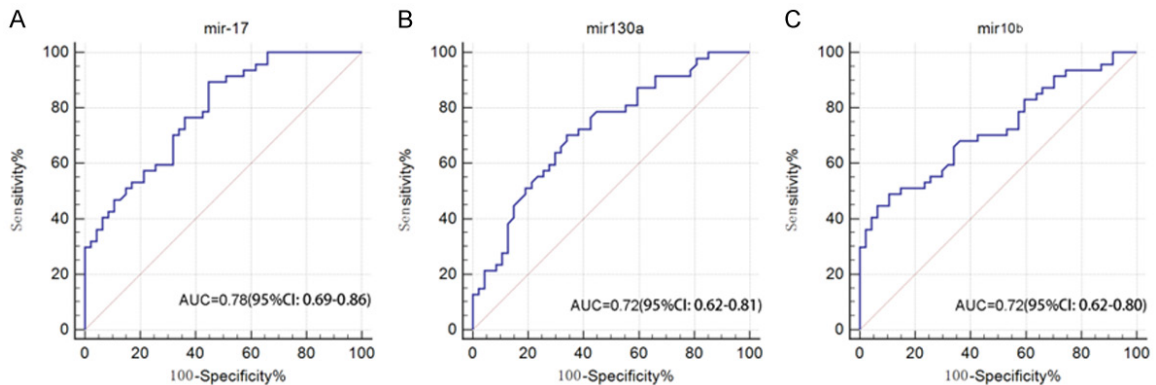 A
mir-17
100
80
60
40
20
0
Sensitivity%
AUC=0.78(95%CI: 0.69-0.86)
0 20 40 60 80 100
100-Specificity%
B
mir130a
100
80
60
40
20
0
Sensitivity%
AUC=0.72(95%CI: 0.62-0.81)
0 20 40 60 80 100
100-Specificity%
C
mir10b
100
80
60
40
20
0
Sensitivity%
AUC=0.72(95%CI: 0.62-0.80)
0 20 40 60 80 100
100-Specificity%